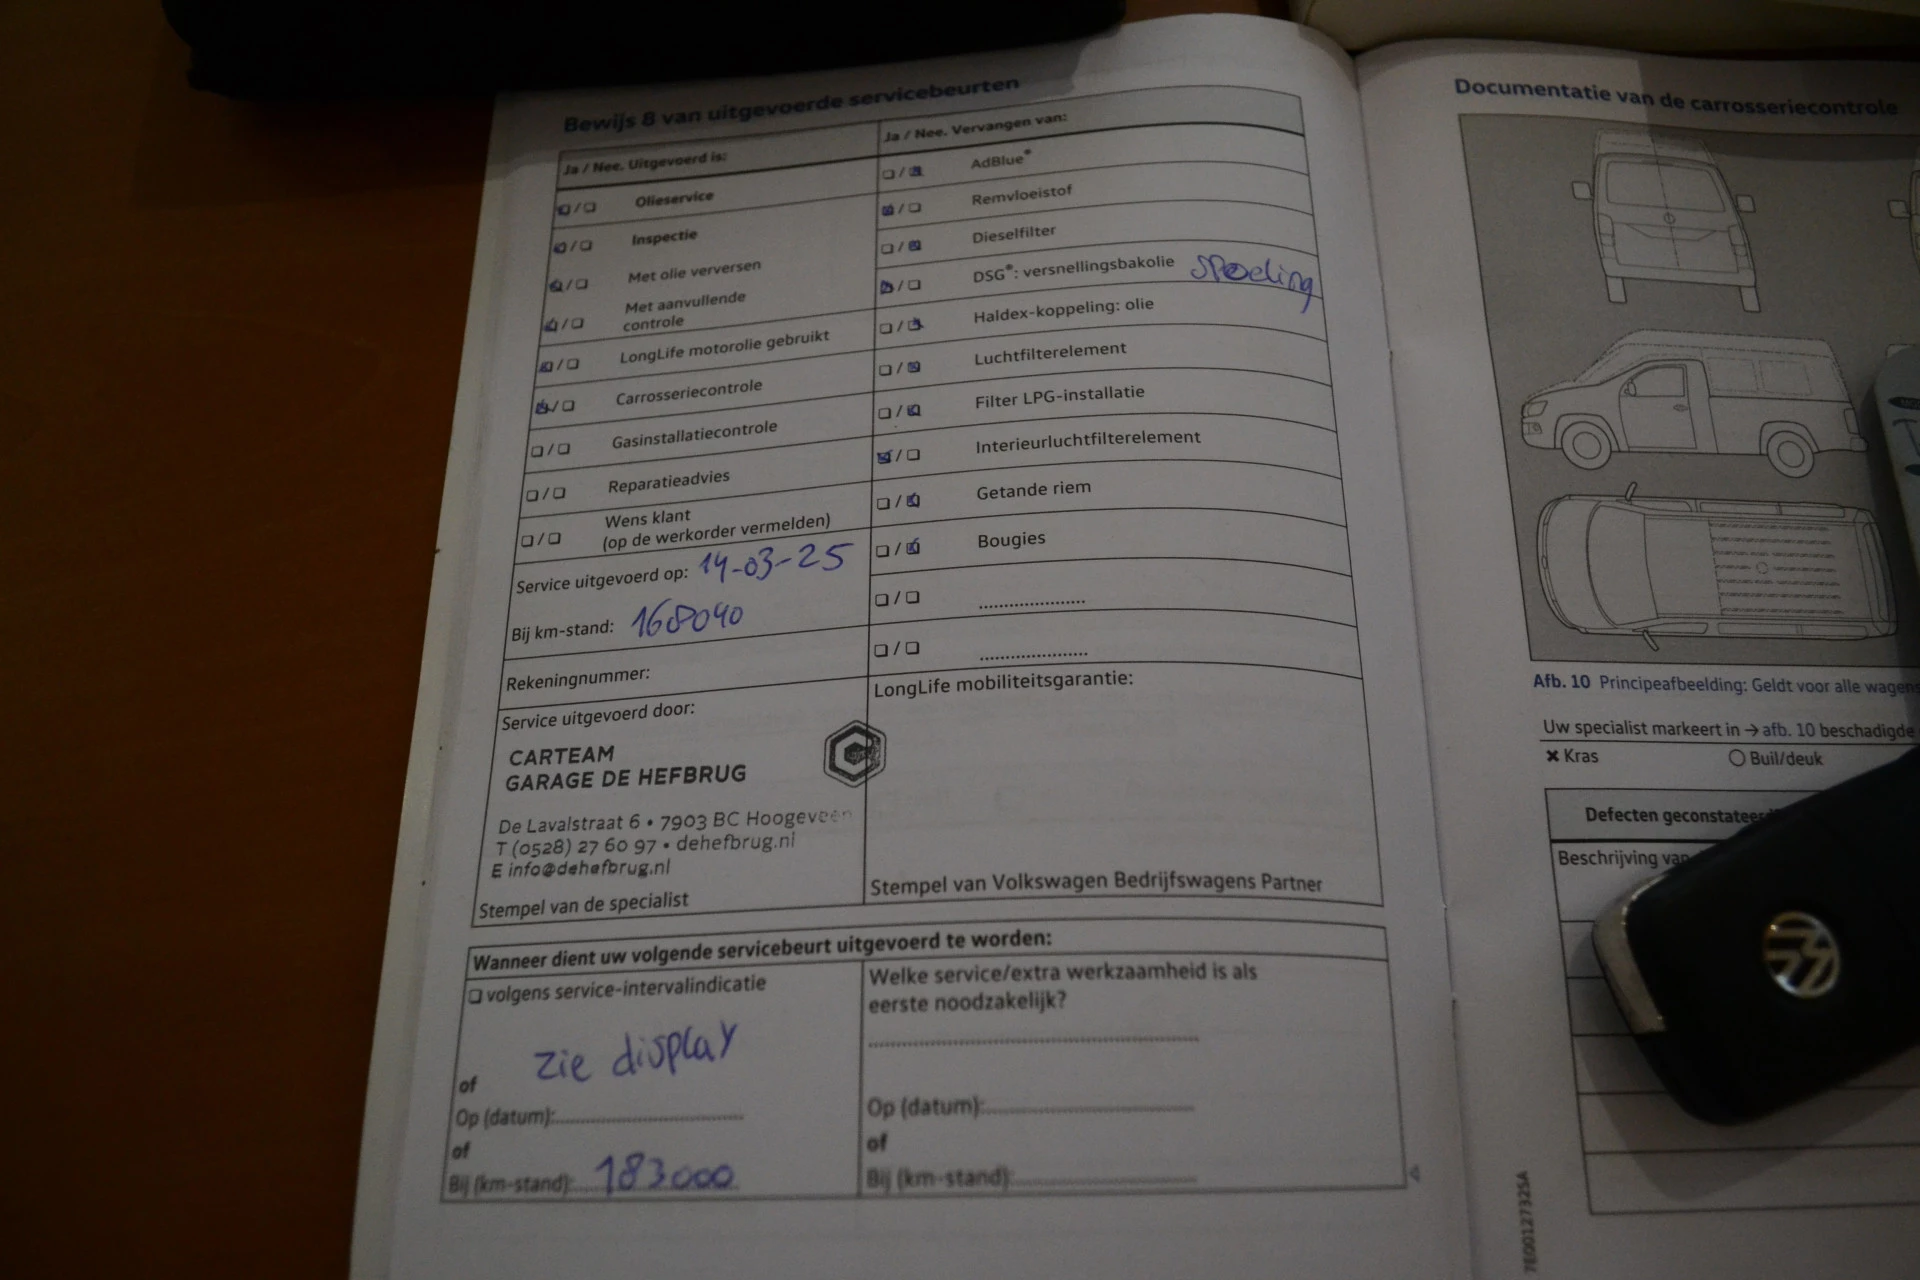 Bewijs 8 van uitgevoerde servicebeurten
Ja / Nee. Uitgevoerd is:
Olieservice
Inspectie
Met olie verversen
Met aanvullende
controle
LongLife motorolie gebruikt
Carrosseriecontrole
Gasinstallatiecontrole
Reparatieadvies
Wens klant
(op de werkorder vermelden)
Service uitgevoerd op: 14-03-25
Bij km-stand: 168040
Rekeningnummer:
Service uitgevoerd door:
CARTEAM
GARAGE DE HEFBRUG
De Lavalstraat 6 • 7903 BC Hoogeveen
T (0528) 27 60 97 • dehefbrug.nl
E info@dehefbrug.nl
Stempel van de specialist
Ja / Nee. Vervangen van:
AdBlue®
Remvloeistof
Dieselfilter
DSG®: versnellingsbakolie spoeling
Haldex-koppeling: olie
Luchtfilterelement
Filter LPG-installatie
Interieurluchtfilterelement
Getande riem
Bougies
LongLife mobiliteitsgarantie:
Stempel van Volkswagen Bedrijfswagens Partner
Wanneer dient uw volgende servicebeurt uitgevoerd te worden:
volgens service-intervalindicatie
zie display
of
Op (datum):
of
Bij (km-stand): 183000
Welke service/extra werkzaamheid is als
eerste noodzakelijk?
Op (datum):
of
Bij (km-stand):
Documentatie van de carrosseriecontrole
Afb. 10 Principeafbeelding: Geldt voor alle wagens
Uw specialist markeert in → afb. 10 beschadigde
Kras
Buil/deuk
Defecten geconstateer
Beschrijving van
7E0012732SA